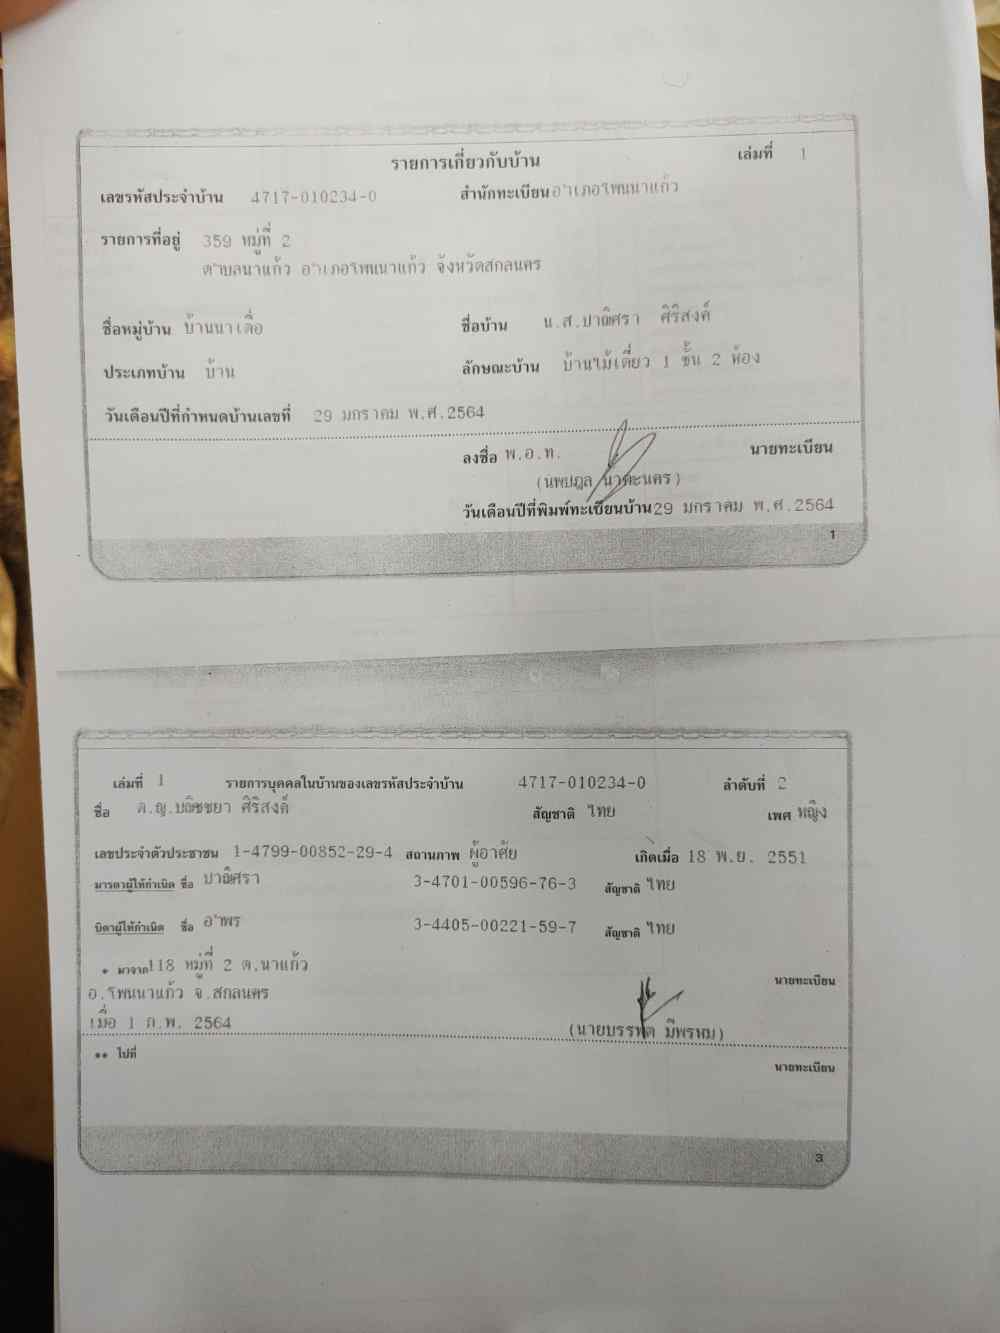 รายการเกี่ยวกับบ้าน เล่มที่ 1
เลขรหัสประจำบ้าน 4717-010234-0 สำนักทะเบียน อำเภอโพนนาแก้ว
รายการที่อยู่ 359 หมู่ที่ 2
ตำบลนาแก้ว อำเภอโพนนาแก้ว จังหวัดสกลนคร
ชื่อหมู่บ้าน บ้านนาเดื่อ ชื่อบ้าน น.ส.ปาณิศรา ศิริสงค์
ประเภทบ้าน บ้าน ลักษณะบ้าน บ้านไม้เดี่ยว 1 ชั้น 2 ห้อง
วันเดือนปีที่กำหนดบ้านเลขที่ 29 มกราคม พ.ศ.2564
ลงชื่อ พ.อ.ท. นายทะเบียน
(นพปฎล นาคะนคร)
วันเดือนปีที่พิมพ์ทะเบียนบ้าน 29 มกราคม พ.ศ.2564
1
เล่มที่ 1 รายการบุคคลในบ้านของเลขรหัสประจำบ้าน 4717-010234-0 ลำดับที่ 2
ชื่อ ด.ญ.บณิชชยา ศิริสงค์ สัญชาติ ไทย เพศ หญิง
เลขประจำตัวประชาชน 1-4799-00852-29-4 สถานภาพ ผู้อาศัย เกิดเมื่อ 18 พ.ย. 2551
มารดาผู้ให้กำเนิด ชื่อ ปาณิศรา 3-4701-00596-76-3 สัญชาติ ไทย
บิดาผู้ให้กำเนิด ชื่อ อำพร 3-4405-00221-59-7 สัญชาติ ไทย
* มาจาก 118 หมู่ที่ 2 ต.นาแก้ว
อ.โพนนาแก้ว จ.สกลนคร นายทะเบียน
เมื่อ 1 ก.พ. 2564 (นายบรรพต มีพรหม)
** ไปที่ นายทะเบียน
3